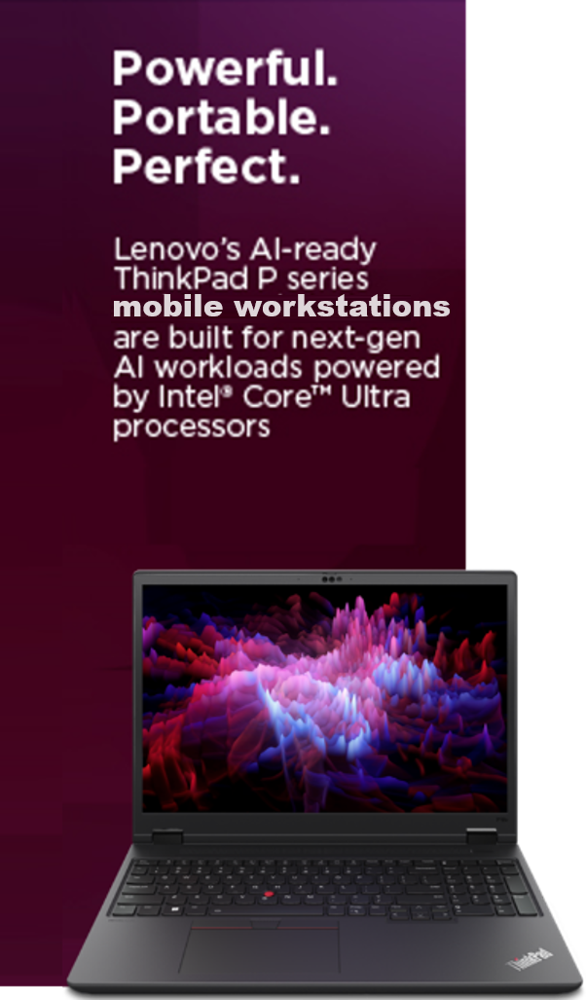 Powerful.
Portable.
Perfect.
Lenovo's AI-ready
ThinkPad P series
mobile workstations
are built for next-gen
AI workloads powered
by Intel® Core™ Ultra
processors
ThinkPad